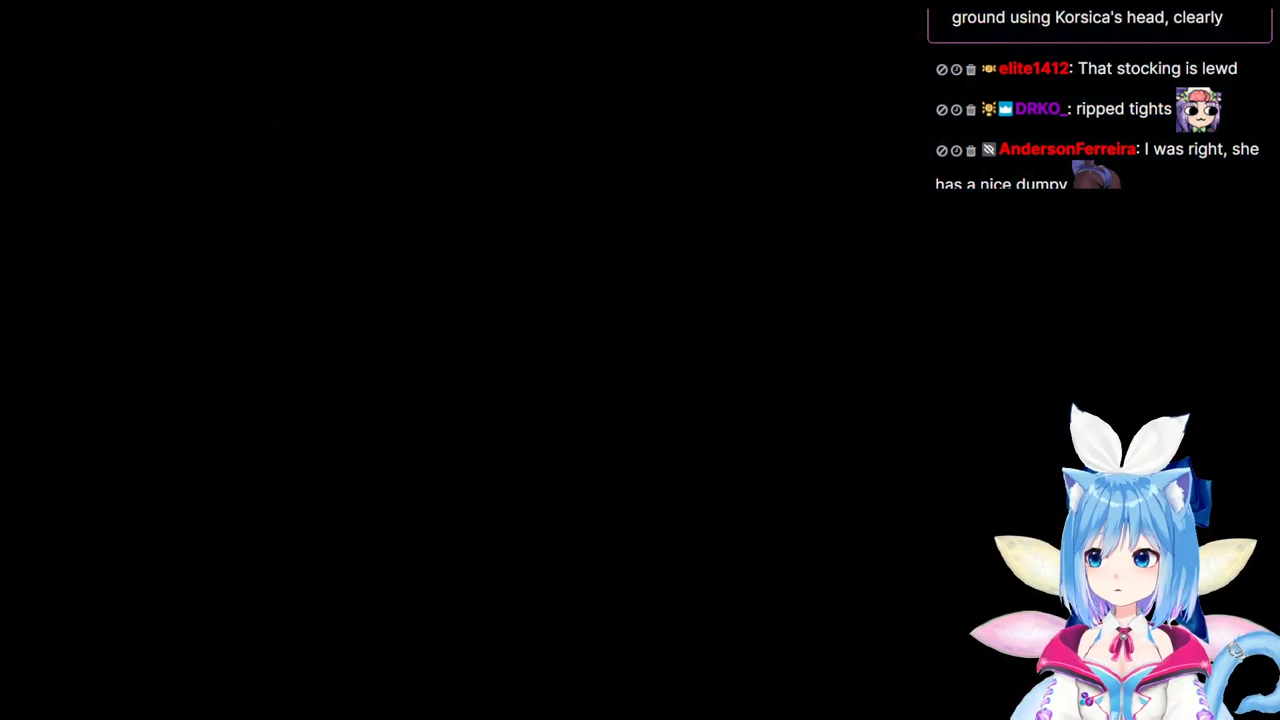 ground using Korsica's head, clearly
elite1412: That stocking is lewd
DRKO_: ripped tights
AndersonFerreira: I was right, she
has a nice dumpy